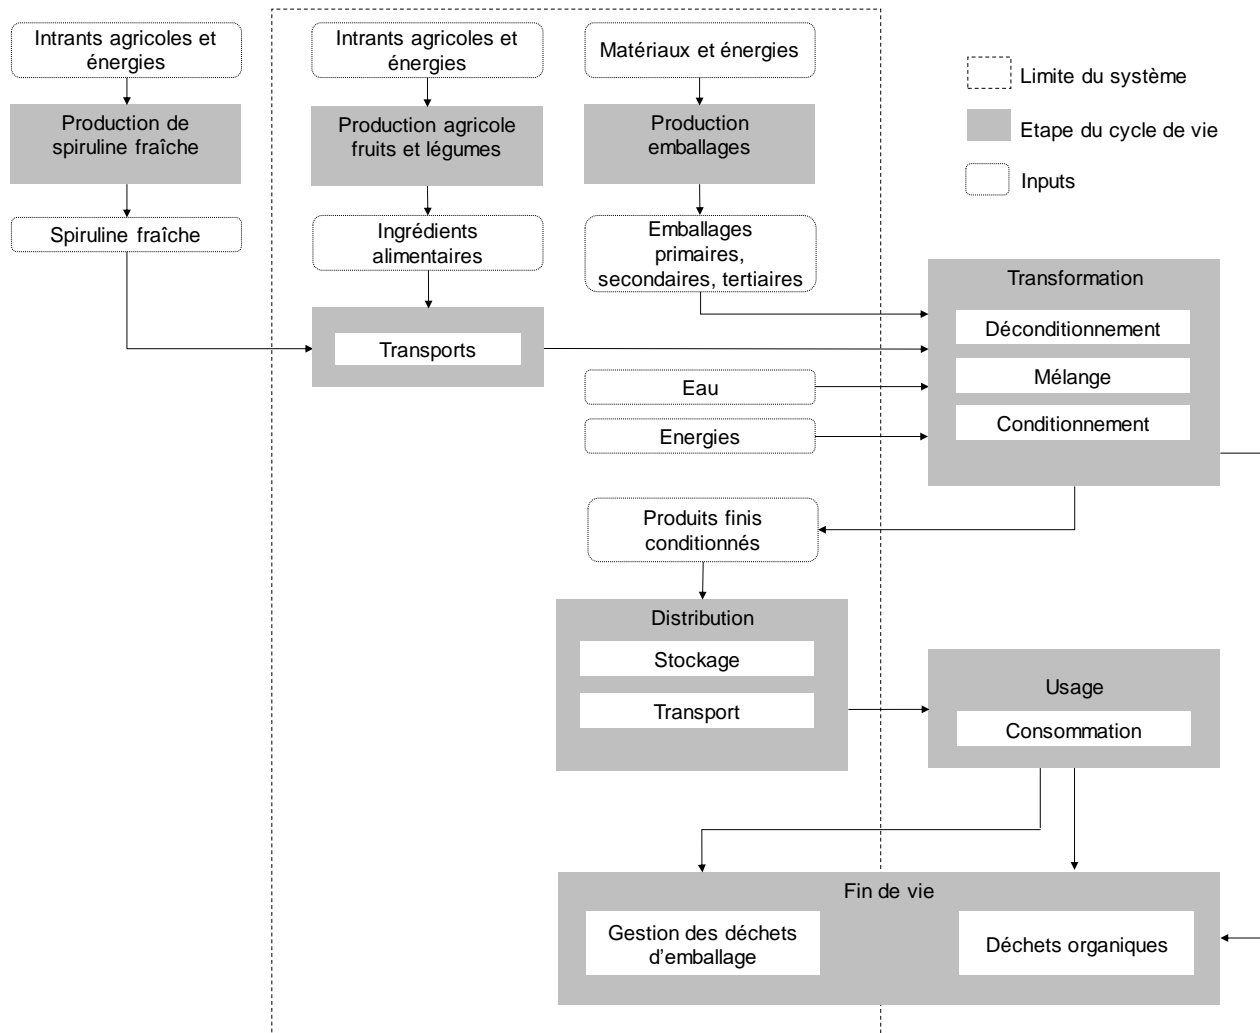 Intrants agricoles et
énergies
Intrants agricoles et
énergies
Matériaux et énergies
Limite du système
Etape du cycle de vie
Inputs
Production de
spiruline fraîche
Production agricole
fruits et légumes
Production
emballages
Spiruline fraîche
Ingrédients
alimentaires
Emballages
primaires,
secondaires, tertiaires
Transports
Eau
Energies
Transformation
Déconditionnement
Mélange
Conditionnement
Produits finis
conditionnés
Distribution
Stockage
Transport
Usage
Consommation
Fin de vie
Gestion des déchets
d’emballage
Déchets organiques